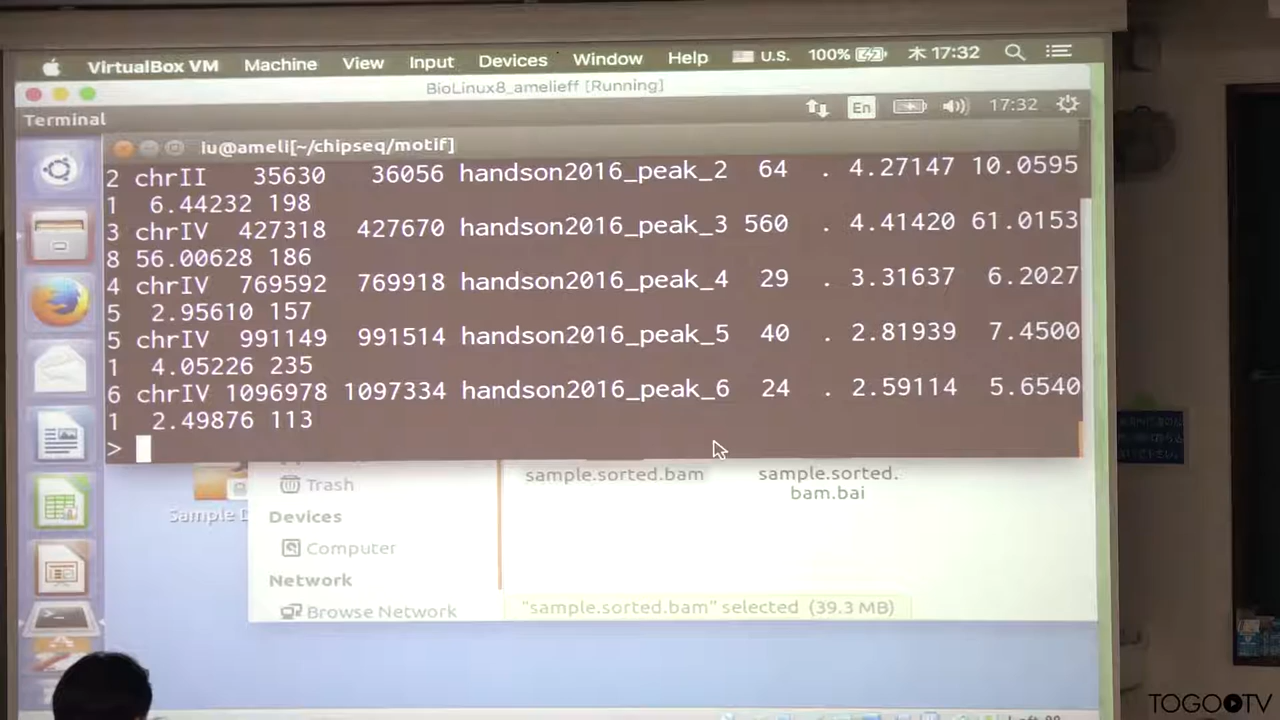 VirtualBox VM Machine View Input Devices Window Help U.S. 100% 木 17:32
BioLinux8_amelieff [Running]
Terminal En 17:32
iu@ameli[~/chipseq/motif]
2 chrII 35630 36056 handson2016_peak_2 64 . 4.27147 10.0595
1 6.44232 198
3 chrIV 427318 427670 handson2016_peak_3 560 . 4.41420 61.0153
8 56.00628 186
4 chrIV 769592 769918 handson2016_peak_4 29 . 3.31637 6.2027
5 2.95610 157
5 chrIV 991149 991514 handson2016_peak_5 40 . 2.81939 7.4500
1 4.05226 235
6 chrIV 1096978 1097334 handson2016_peak_6 24 . 2.59114 5.6540
1 2.49876 113
>
sample.sorted.bam
sample.sorted.
bam.bai
Trash
Sample
Devices
Computer
Network
Browse Network
"sample.sorted.bam" selected (39.3 MB)
TOGOTV